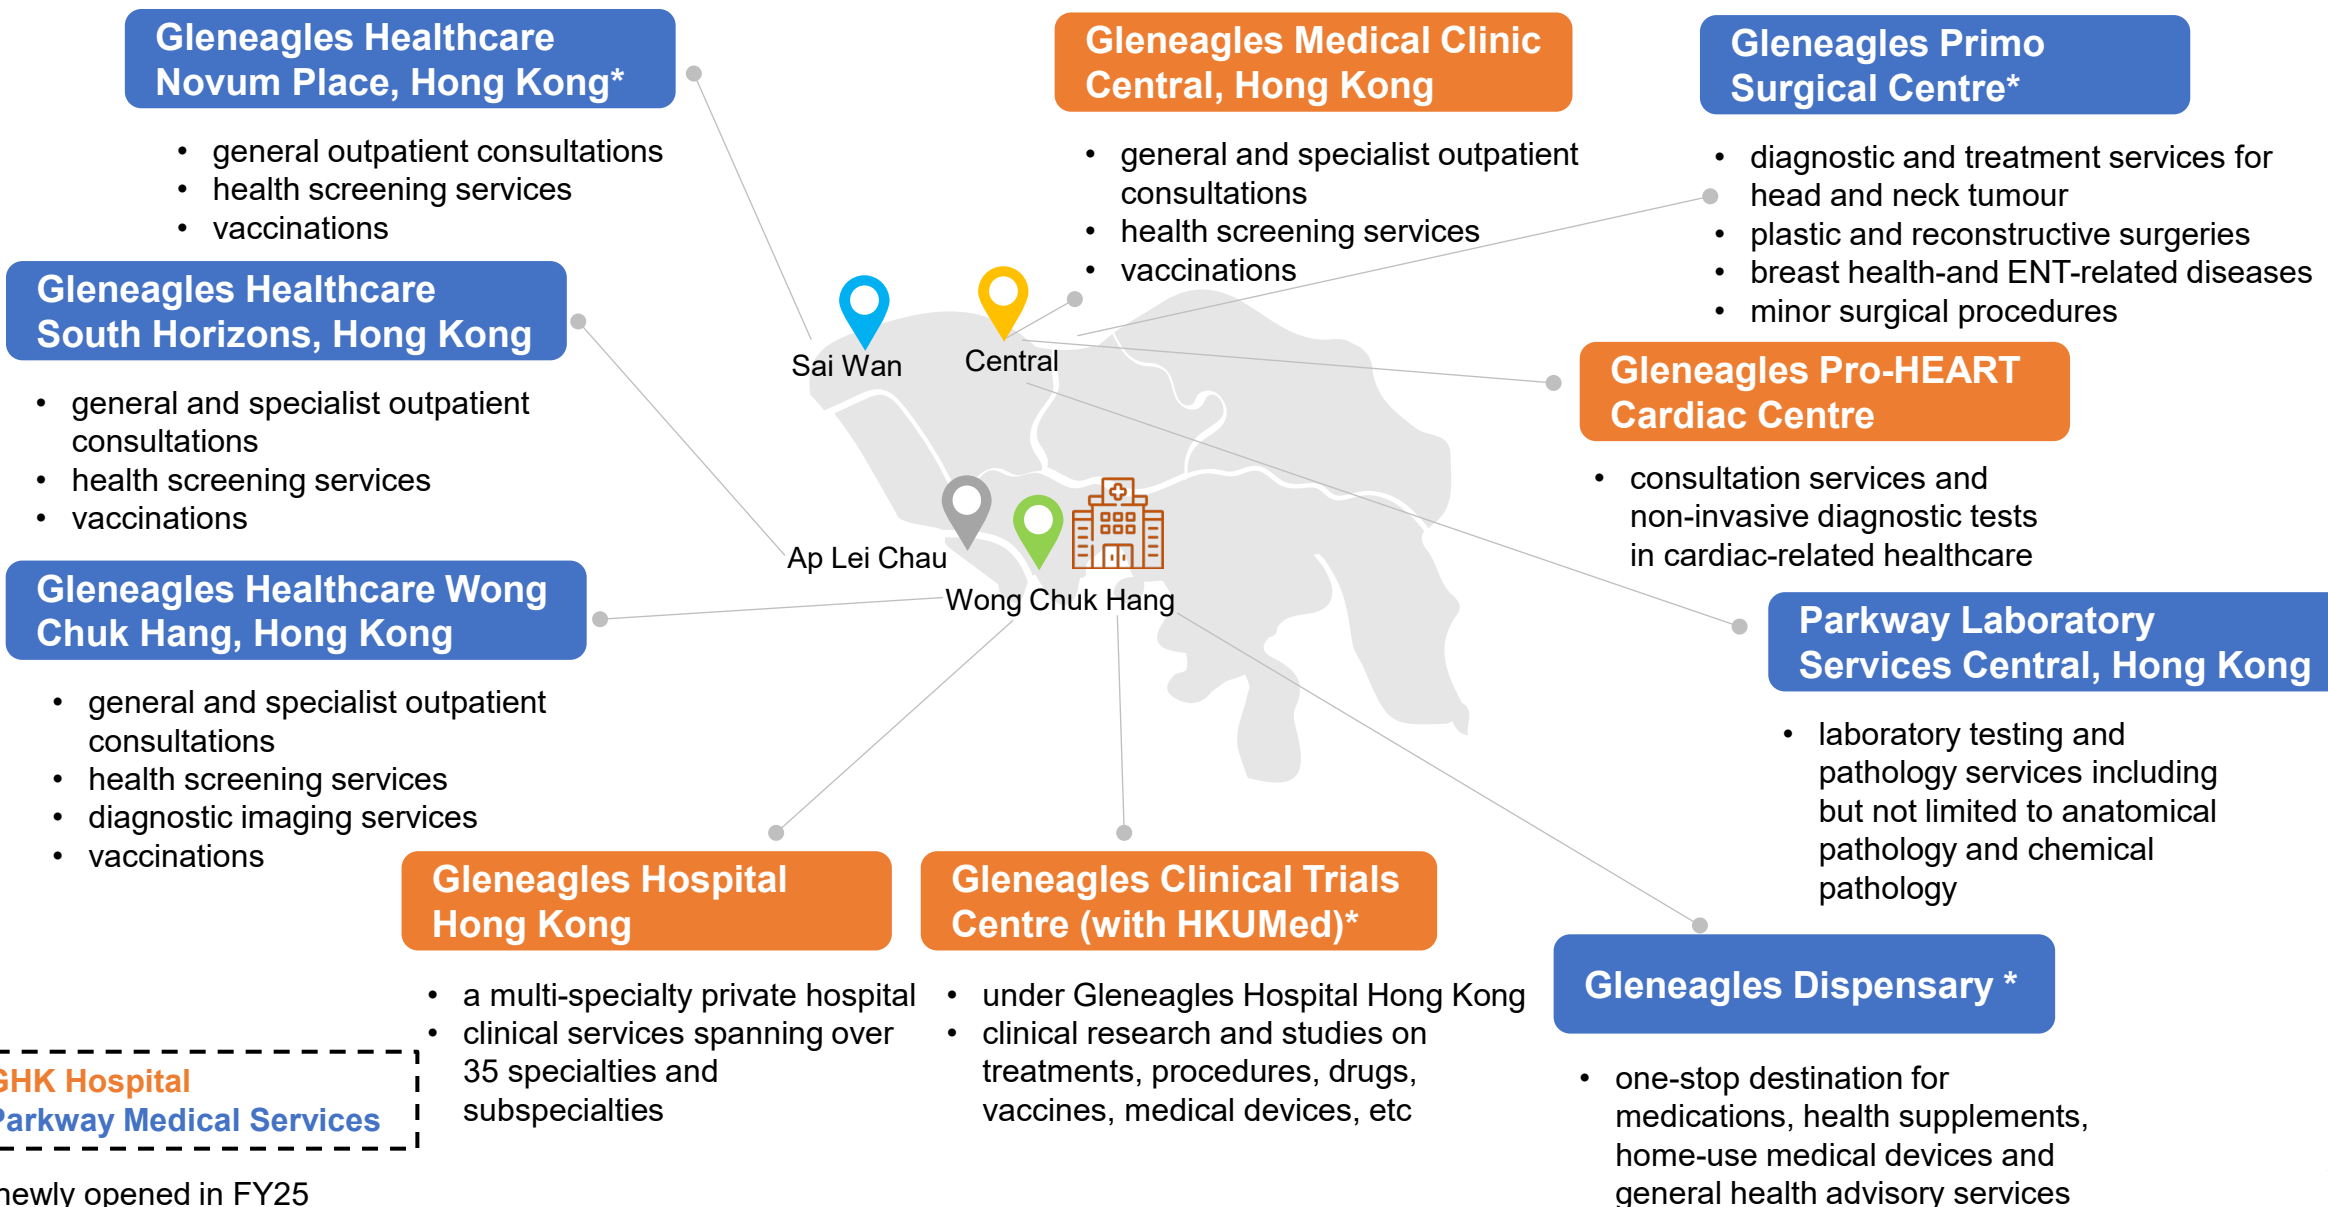 Gleneagles Healthcare
Novum Place, Hong Kong*
• general outpatient consultations
• health screening services
• vaccinations
Gleneagles Medical Clinic
Central, Hong Kong
• general and specialist outpatient
consultations
• health screening services
• vaccinations
Gleneagles Primo
Surgical Centre*
• diagnostic and treatment services for
head and neck tumour
• plastic and reconstructive surgeries
• breast health-and ENT-related diseases
• minor surgical procedures
Gleneagles Healthcare
South Horizons, Hong Kong
• general and specialist outpatient
consultations
• health screening services
• vaccinations
Sai Wan
Central
Gleneagles Pro-HEART
Cardiac Centre
• consultation services and
non-invasive diagnostic tests
in cardiac-related healthcare
Ap Lei Chau
Wong Chuk Hang
Gleneagles Healthcare Wong
Chuk Hang, Hong Kong
• general and specialist outpatient
consultations
• health screening services
• diagnostic imaging services
• vaccinations
Parkway Laboratory
Services Central, Hong Kong
• laboratory testing and
pathology services including
but not limited to anatomical
pathology and chemical
pathology
Gleneagles Hospital
Hong Kong
• a multi-specialty private hospital
• clinical services spanning over
35 specialties and
subspecialties
Gleneagles Clinical Trials
Centre (with HKUMed)*
• under Gleneagles Hospital Hong Kong
• clinical research and studies on
treatments, procedures, drugs,
vaccines, medical devices, etc
Gleneagles Dispensary *
• one-stop destination for
medications, health supplements,
home-use medical devices and
general health advisory services
GHK Hospital
Parkway Medical Services
newly opened in FY25